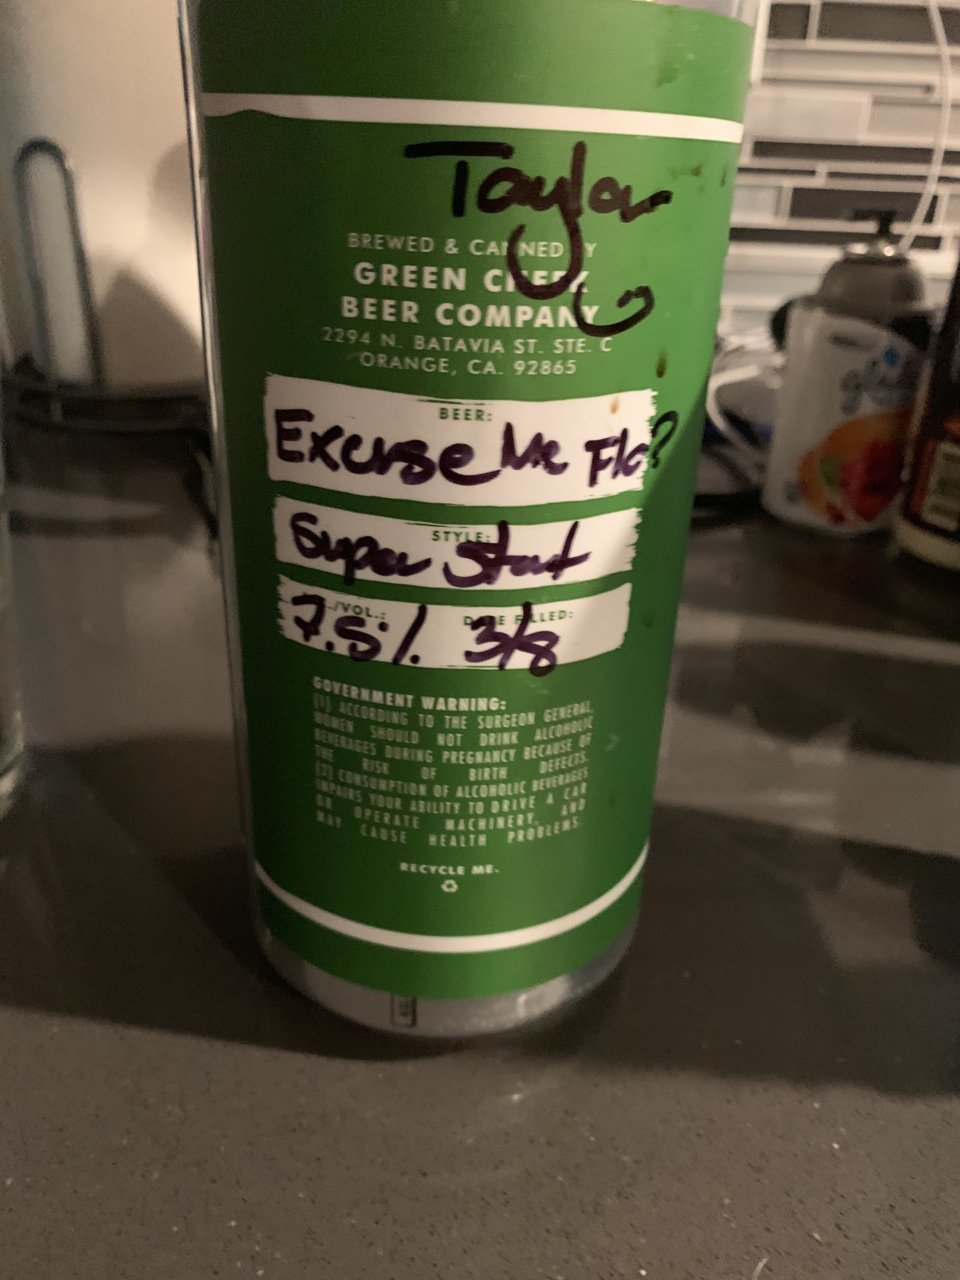 Taylor
BREWED & CANNED BY
GREEN CHEEK
BEER COMPANY
2294 N. BATAVIA ST. STE. C
ORANGE, CA. 92865
BEER:
Excuse Me Flo?
STYLE:
Super Stout
/VOL.: DATE FILLED:
7.5% 3/8
GOVERNMENT WARNING:
(1) ACCORDING TO THE SURGEON GENERAL,
WOMEN SHOULD NOT DRINK ALCOHOLIC
BEVERAGES DURING PREGNANCY BECAUSE OF
THE RISK OF BIRTH DEFECTS.
(2) CONSUMPTION OF ALCOHOLIC BEVERAGES
IMPAIRS YOUR ABILITY TO DRIVE A CAR
OR OPERATE MACHINERY, AND
MAY CAUSE HEALTH PROBLEMS.
RECYCLE ME.
glade